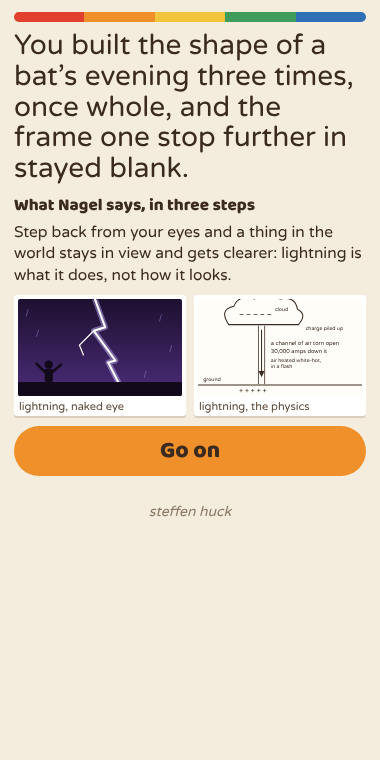 You built the shape of a
bat's evening three times,
once whole, and the
frame one stop further in
stayed blank.
What Nagel says, in three steps
Step back from your eyes and a thing in the
world stays in view and gets clearer: lightning is
what it does, not how it looks.
cloud
charge piled up
a channel of air torn open
30,000 amps down it
air heated white-hot,
in a flash
ground
+ + + + +
lightning, naked eye
lightning, the physics
Go on
steffen huck